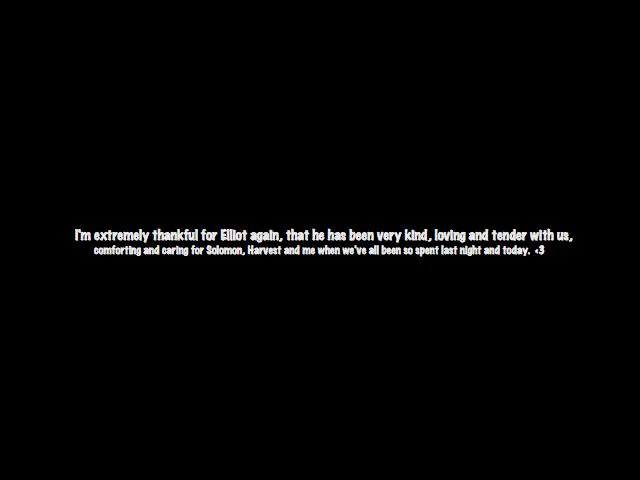 I'm extremely thankful for Elliot again, that he has been very kind, loving and tender with us,
comforting and caring for Solomon, Harvest and me when we've all been so spent last night and today. <3